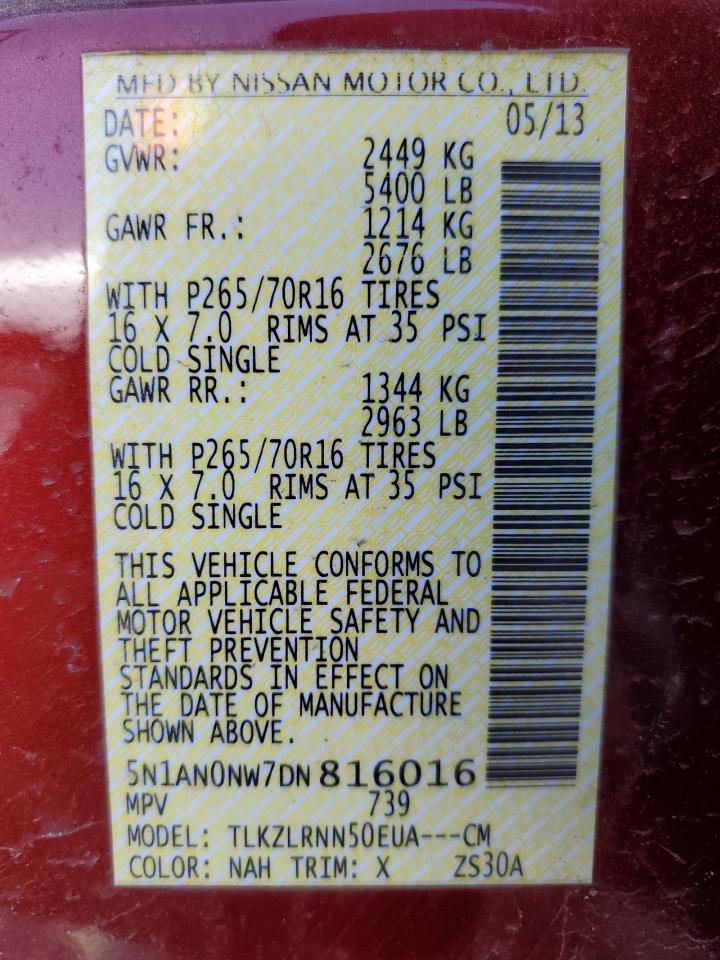 MFD BY NISSAN MOTOR CO., LTD.
DATE: 05/13
GVWR: 2449 KG
5400 LB
GAWR FR.: 1214 KG
2676 LB
WITH P265/70R16 TIRES
16 X 7.0 RIMS AT 35 PSI
COLD SINGLE
GAWR RR.: 1344 KG
2963 LB
WITH P265/70R16 TIRES
16 X 7.0 RIMS AT 35 PSI
COLD SINGLE
THIS VEHICLE CONFORMS TO
ALL APPLICABLE FEDERAL
MOTOR VEHICLE SAFETY AND
THEFT PREVENTION
STANDARDS IN EFFECT ON
THE DATE OF MANUFACTURE
SHOWN ABOVE.
5N1AN0NW7DN 816016
MPV 739
MODEL: TLKZLRNN50EUA---CM
COLOR: NAH TRIM: X ZS30A